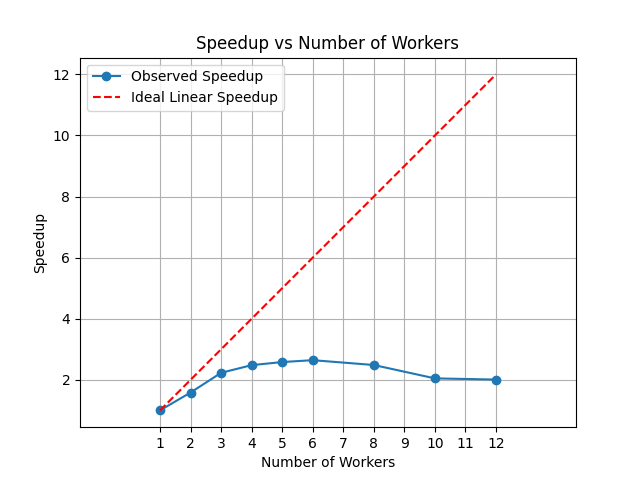 Speedup vs Number of Workers
Observed Speedup
Ideal Linear Speedup
12
10
8
6
4
2
Speedup
1 2 3 4 5 6 7 8 9 10 11 12
Number of Workers